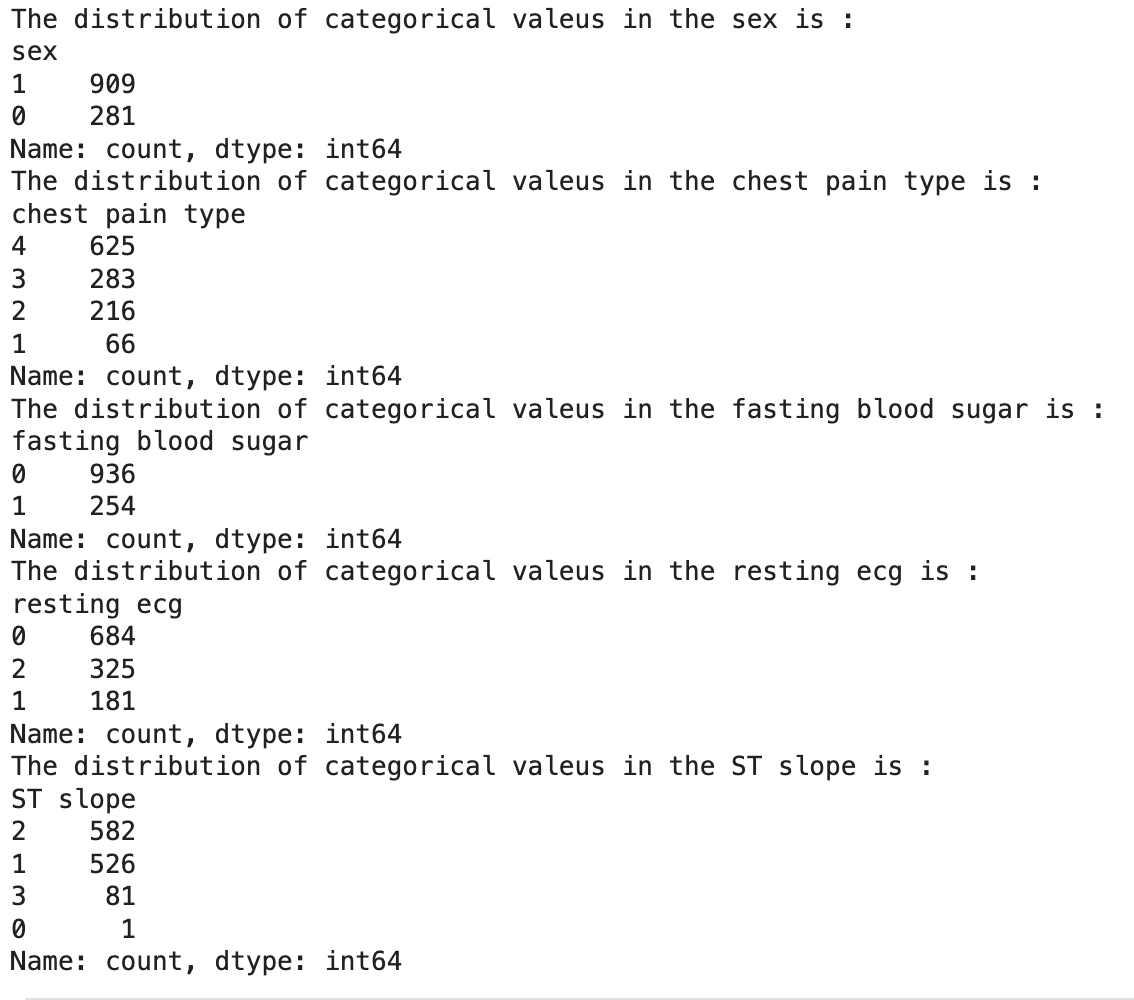 The distribution of categorical valeus in the sex is :
sex
1    909
0    281
Name: count, dtype: int64
The distribution of categorical valeus in the chest pain type is :
chest pain type
4    625
3    283
2    216
1     66
Name: count, dtype: int64
The distribution of categorical valeus in the fasting blood sugar is :
fasting blood sugar
0    936
1    254
Name: count, dtype: int64
The distribution of categorical valeus in the resting ecg is :
resting ecg
0    684
2    325
1    181
Name: count, dtype: int64
The distribution of categorical valeus in the ST slope is :
ST slope
2    582
1    526
3     81
0      1
Name: count, dtype: int64